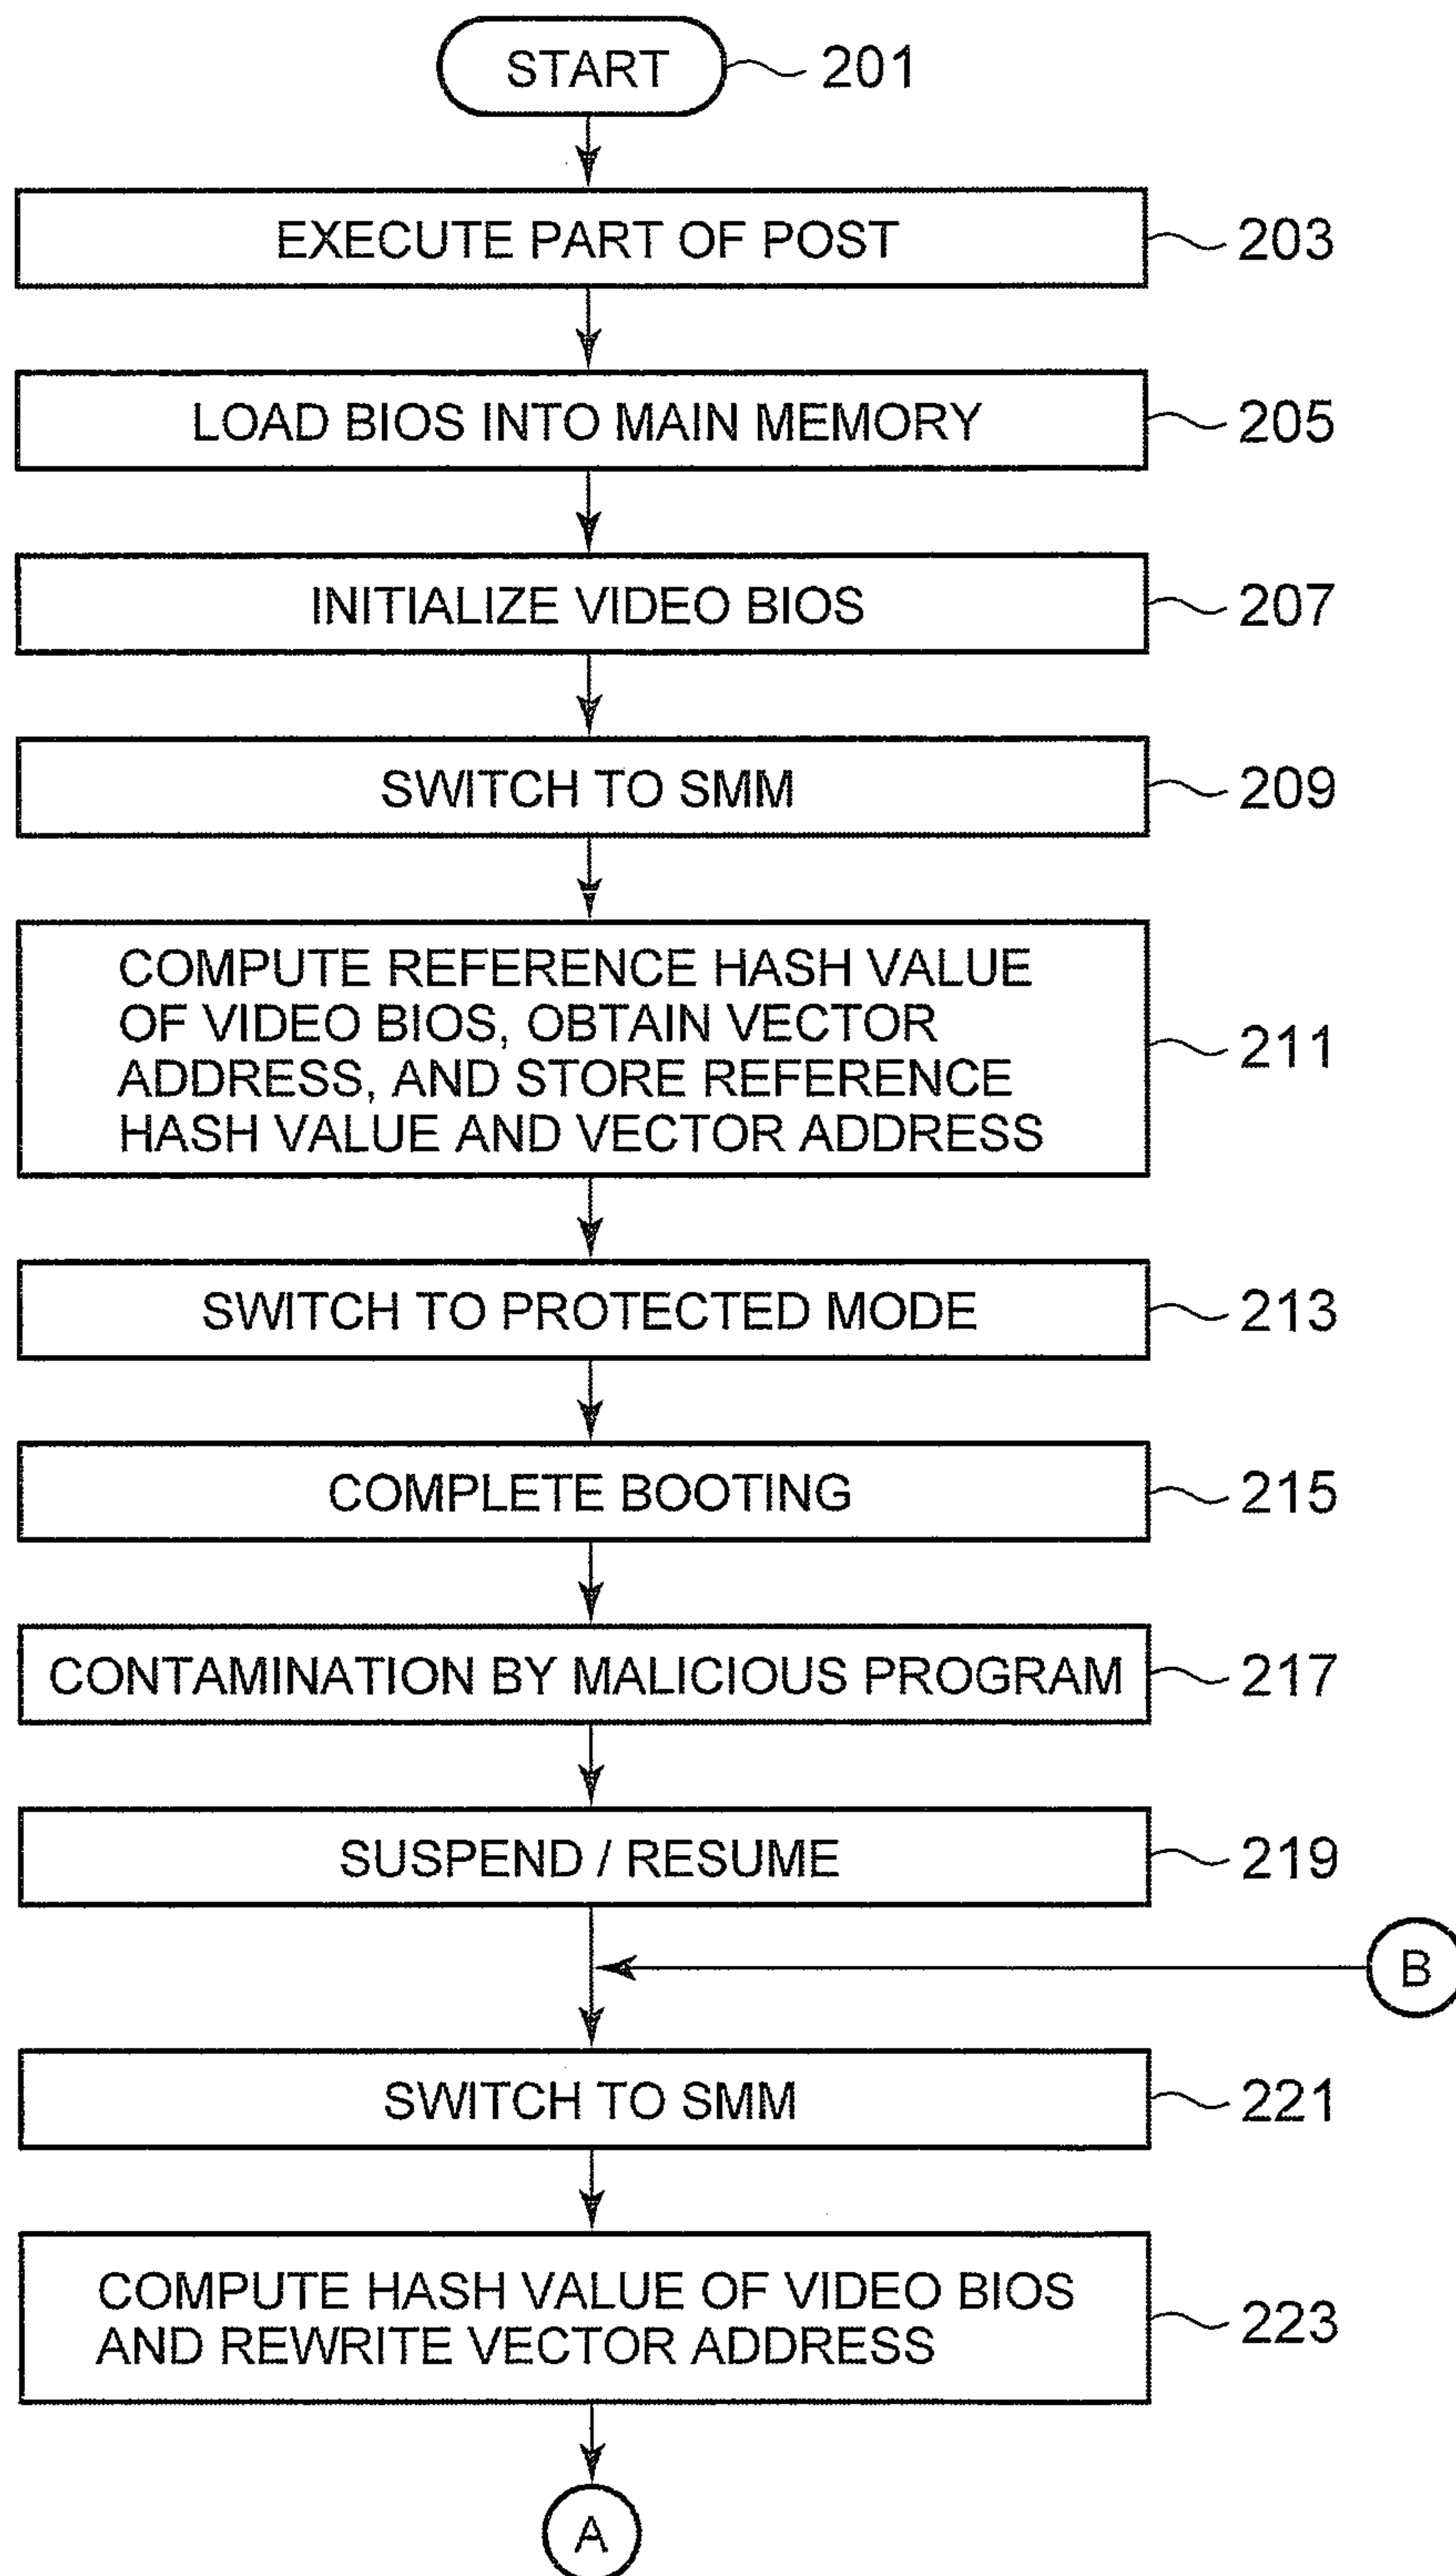 START 201
EXECUTE PART OF POST 203
LOAD BIOS INTO MAIN MEMORY 205
INITIALIZE VIDEO BIOS 207
SWITCH TO SMM 209
COMPUTE REFERENCE HASH VALUE
OF VIDEO BIOS, OBTAIN VECTOR
ADDRESS, AND STORE REFERENCE
HASH VALUE AND VECTOR ADDRESS
211
SWITCH TO PROTECTED MODE 213
COMPLETE BOOTING 215
CONTAMINATION BY MALICIOUS PROGRAM 217
SUSPEND / RESUME 219
B
SWITCH TO SMM 221
COMPUTE HASH VALUE OF VIDEO BIOS
AND REWRITE VECTOR ADDRESS
223
A